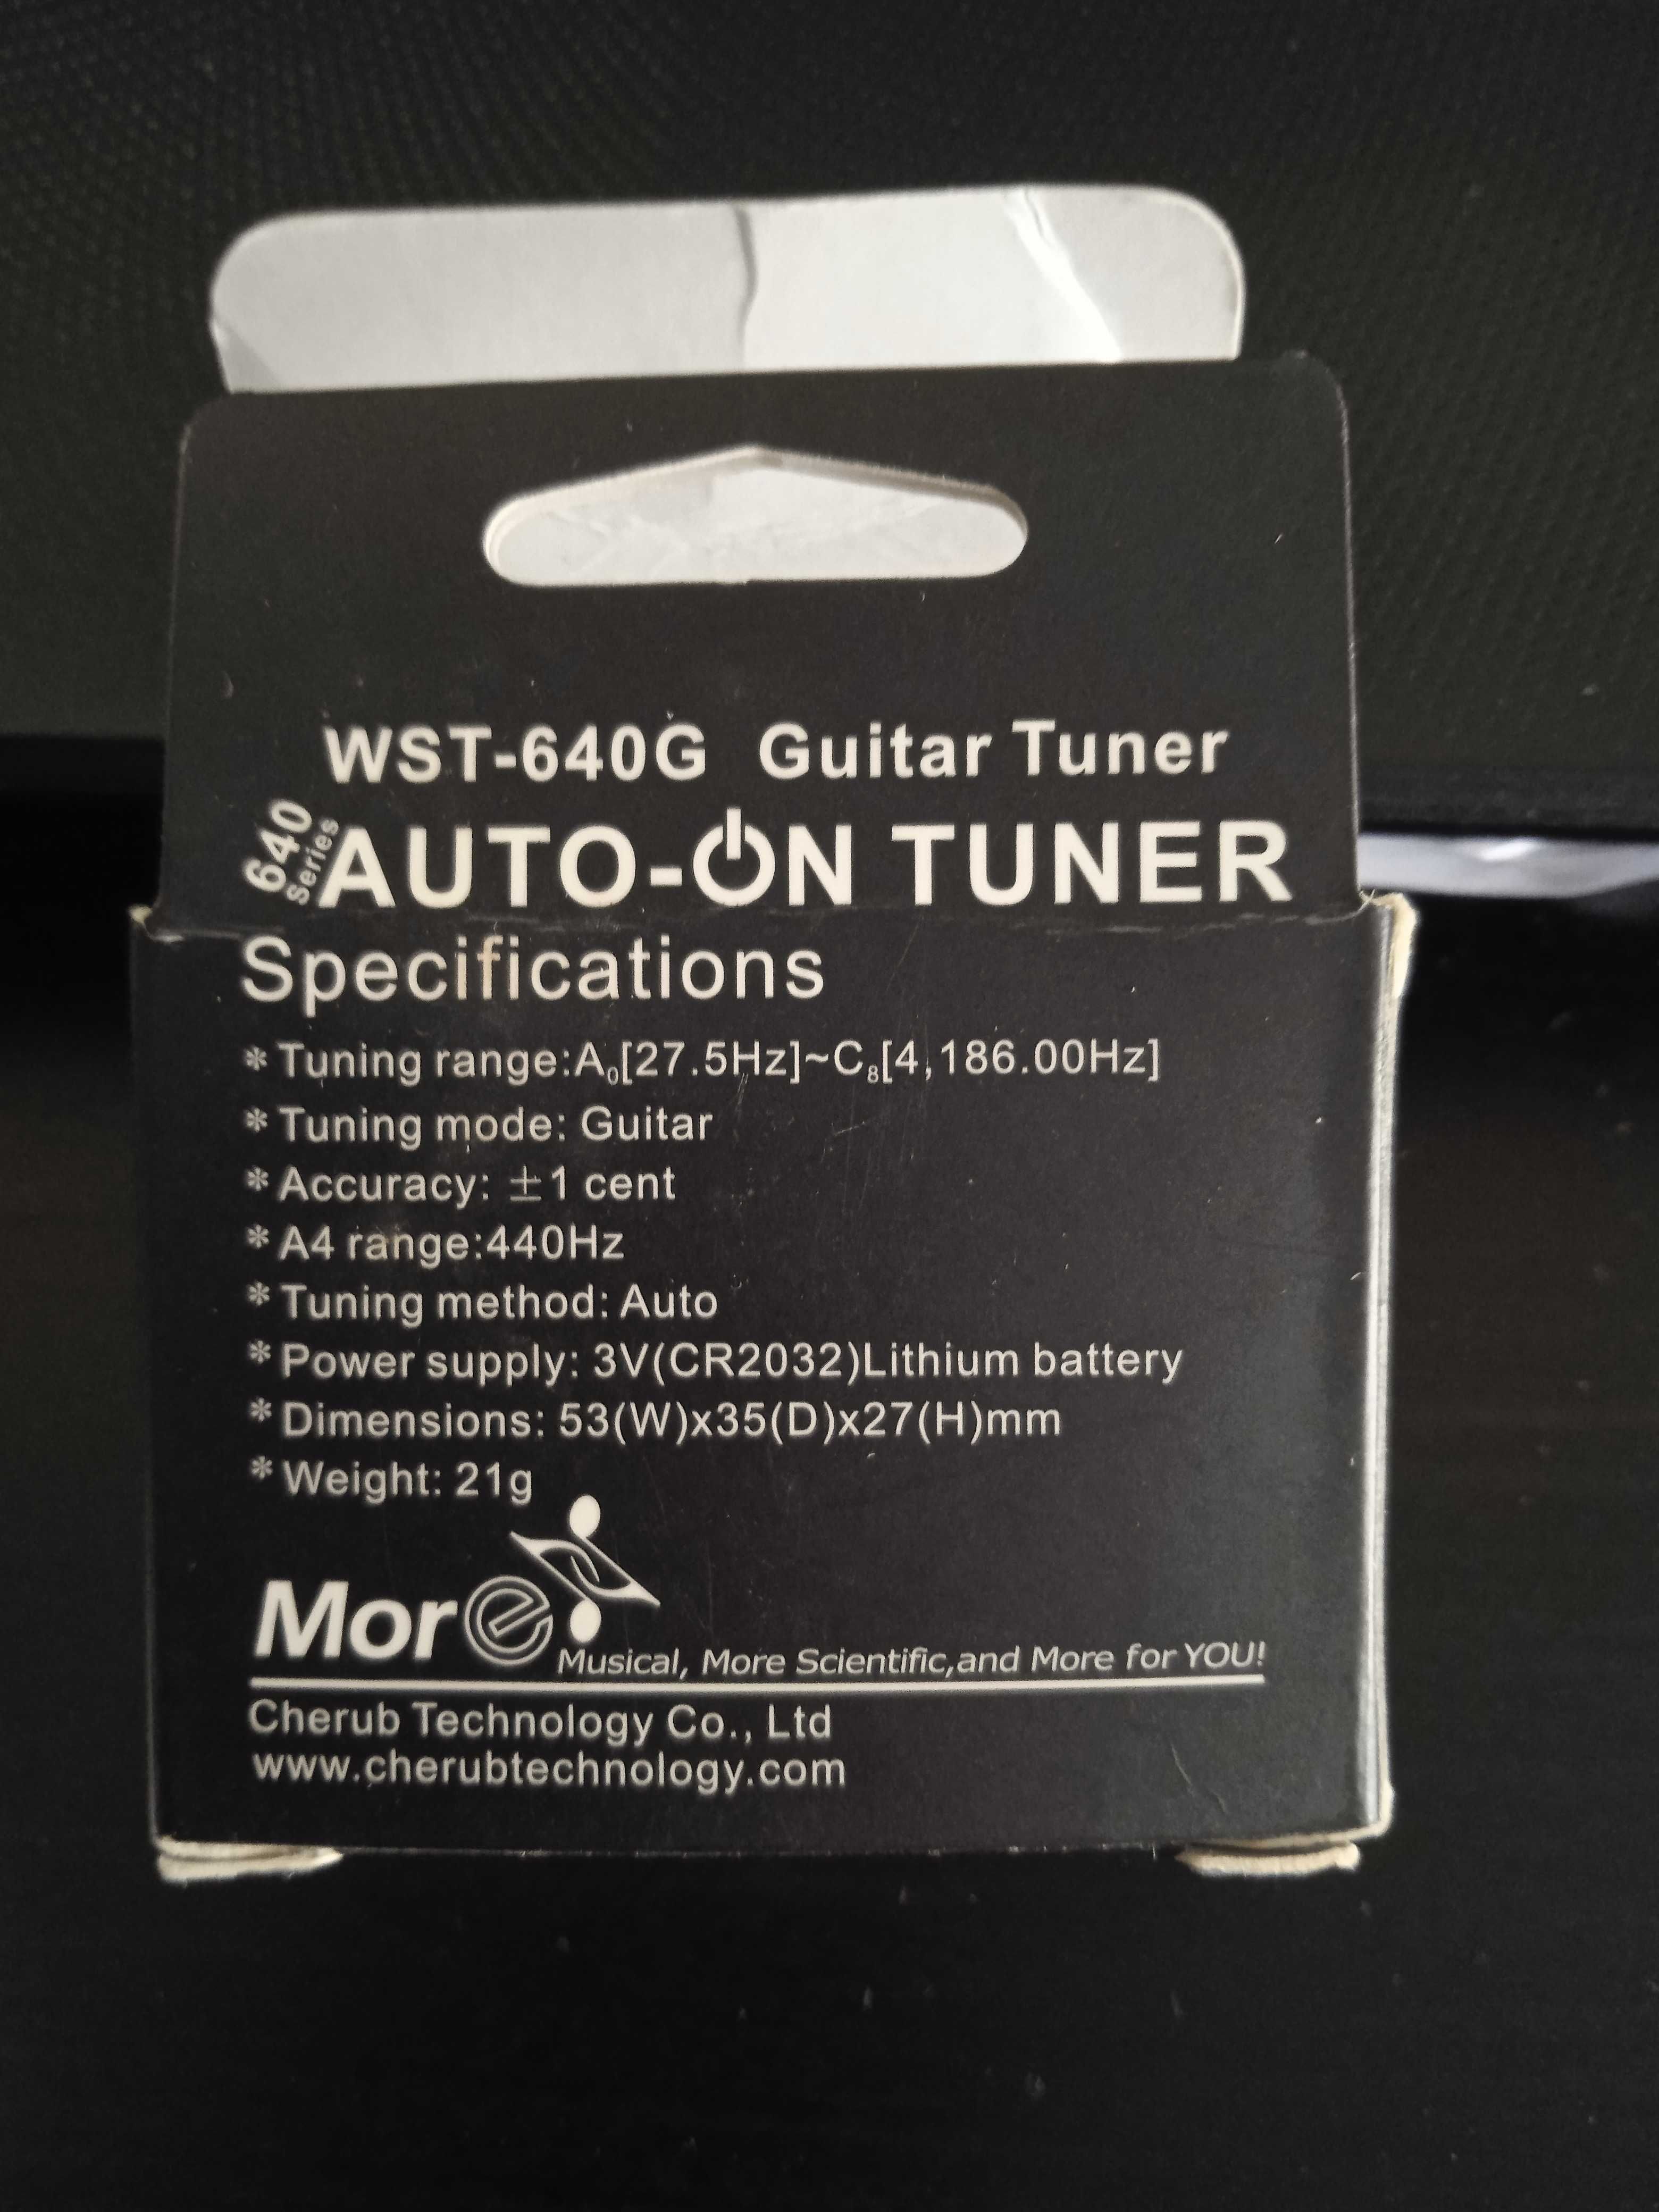 WST-640G Guitar Tuner
640 series AUTO-ON TUNER
Specifications
* Tuning range:A₀[27.5Hz]~C₈[4,186.00Hz]
* Tuning mode: Guitar
* Accuracy: ±1 cent
* A4 range:440Hz
* Tuning method: Auto
* Power supply: 3V(CR2032)Lithium battery
* Dimensions: 53(W)x35(D)x27(H)mm
* Weight: 21g
More Musical, More Scientific,and More for YOU!
Cherub Technology Co., Ltd
www.cherubtechnology.com